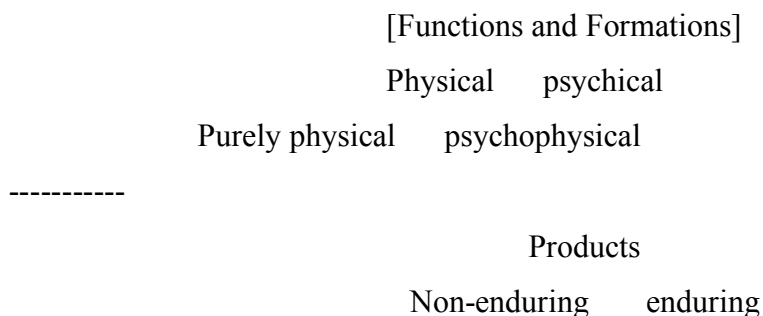 [Functions and Formations]
Physical psychical
Purely physical psychophysical
-----------
Products
Non-enduring enduring